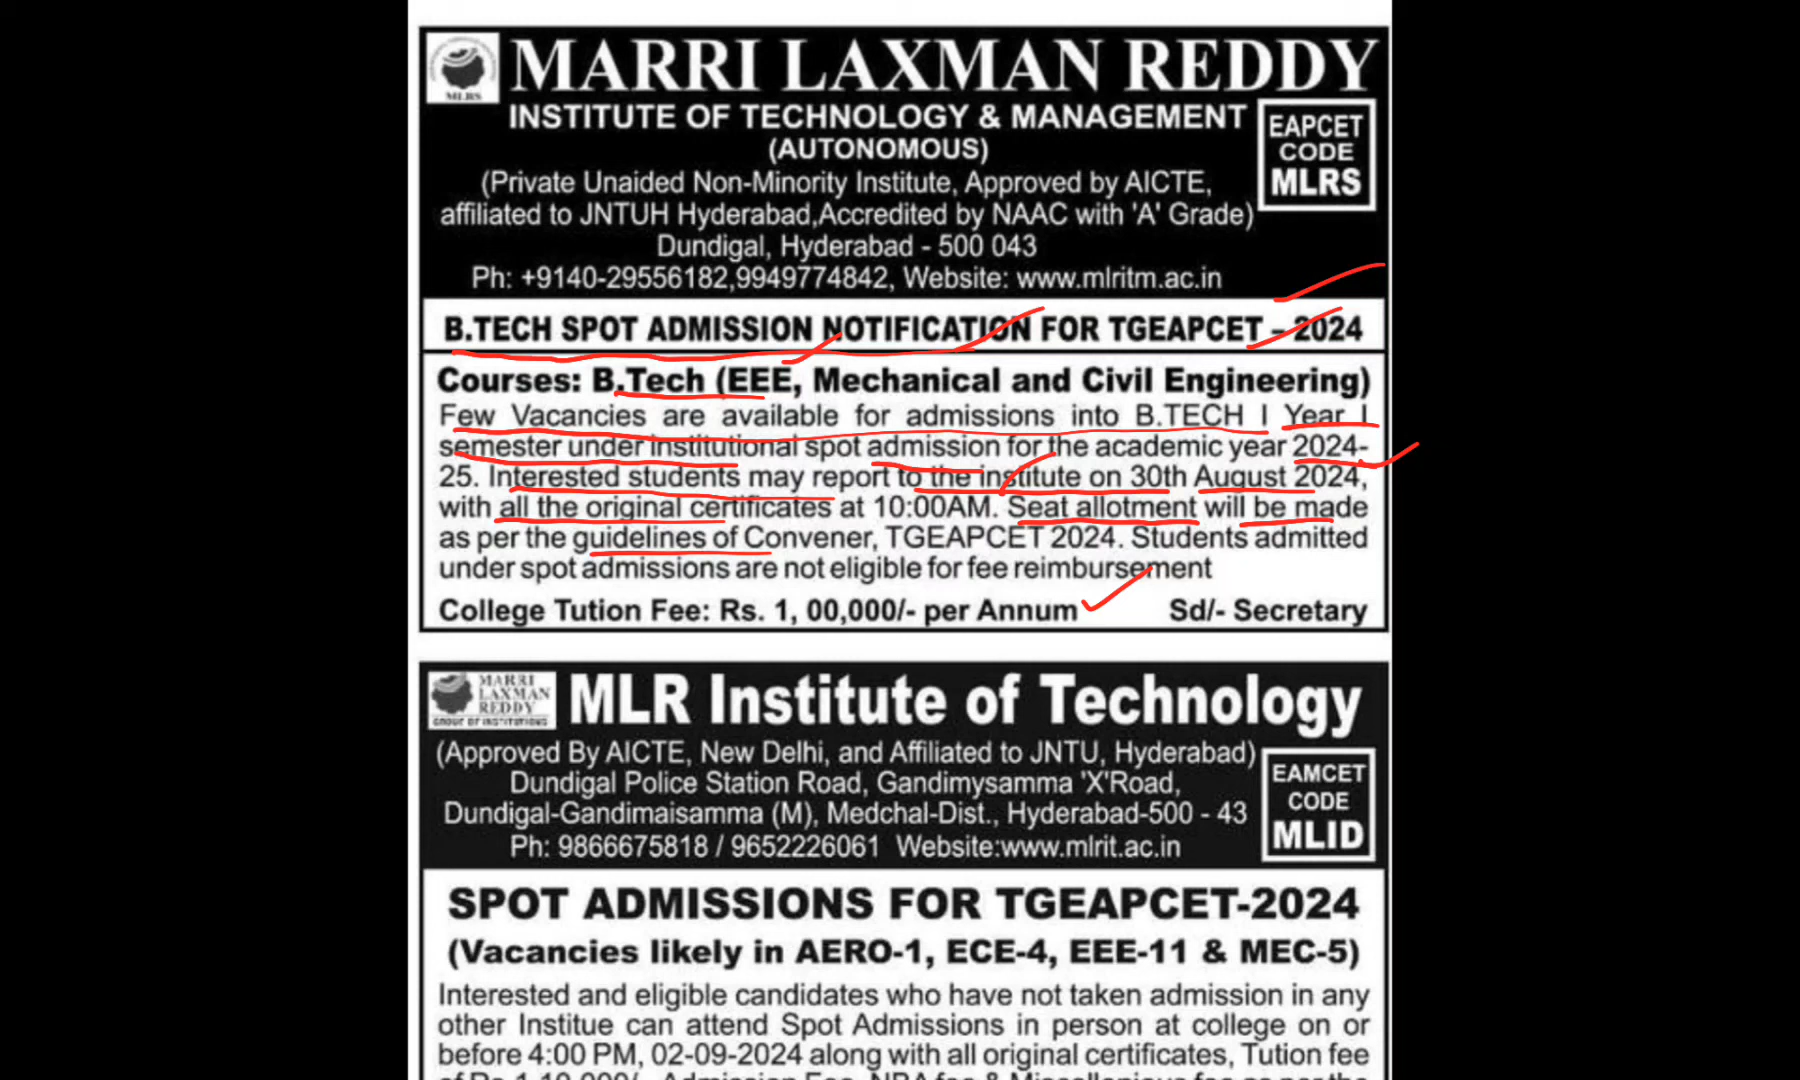 MARRI LAXMAN REDDY
MLRS
INSTITUTE OF TECHNOLOGY & MANAGEMENT
(AUTONOMOUS)
EAPCET
CODE
MLRS
(Private Unaided Non-Minority Institute, Approved by AICTE,
affiliated to JNTUH Hyderabad,Accredited by NAAC with 'A' Grade)
Dundigal, Hyderabad - 500 043
Ph: +9140-29556182,9949774842, Website: www.mlritm.ac.in
B.TECH SPOT ADMISSION NOTIFICATION FOR TGEAPCET – 2024
Courses: B.Tech (EEE, Mechanical and Civil Engineering)
Few Vacancies are available for admissions into B.TECH I Year I
semester under institutional spot admission for the academic year 2024-
25. Interested students may report to the institute on 30th August 2024,
with all the original certificates at 10:00AM. Seat allotment will be made
as per the guidelines of Convener, TGEAPCET 2024. Students admitted
under spot admissions are not eligible for fee reimbursement
College Tution Fee: Rs. 1, 00,000/- per Annum Sd/- Secretary
MARRI
LAXMAN
REDDY
GROUP OF INSTITUTIONS
MLR Institute of Technology
(Approved By AICTE, New Delhi, and Affiliated to JNTU, Hyderabad)
Dundigal Police Station Road, Gandimysamma 'X'Road,
Dundigal-Gandimaisamma (M), Medchal-Dist., Hyderabad-500 - 43
Ph: 9866675818 / 9652226061 Website:www.mlrit.ac.in
EAMCET
CODE
MLID
SPOT ADMISSIONS FOR TGEAPCET-2024
(Vacancies likely in AERO-1, ECE-4, EEE-11 & MEC-5)
Interested and eligible candidates who have not taken admission in any
other Institue can attend Spot Admissions in person at college on or
before 4:00 PM, 02-09-2024 along with all original certificates, Tution fee